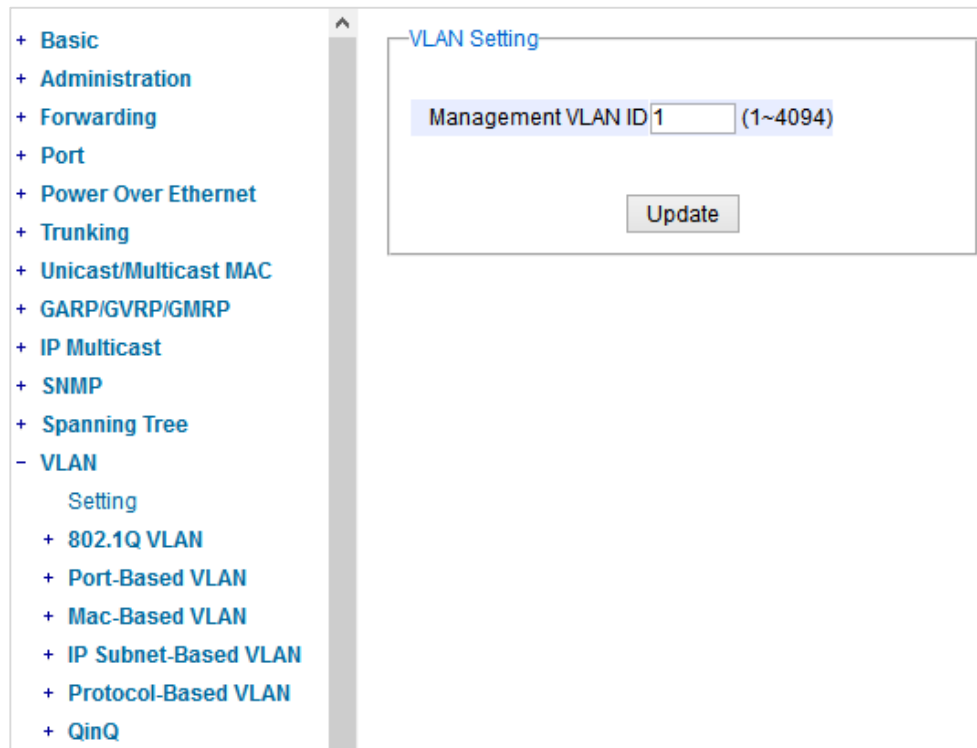 + Basic
+ Administration
+ Forwarding
+ Port
+ Power Over Ethernet
+ Trunking
+ Unicast/Multicast MAC
+ GARP/GVRP/GMRP
+ IP Multicast
+ SNMP
+ Spanning Tree
- VLAN
Setting
+ 802.1Q VLAN
+ Port-Based VLAN
+ Mac-Based VLAN
+ IP Subnet-Based VLAN
+ Protocol-Based VLAN
+ QinQ
VLAN Setting
Management VLAN ID 1 (1~4094)
Update